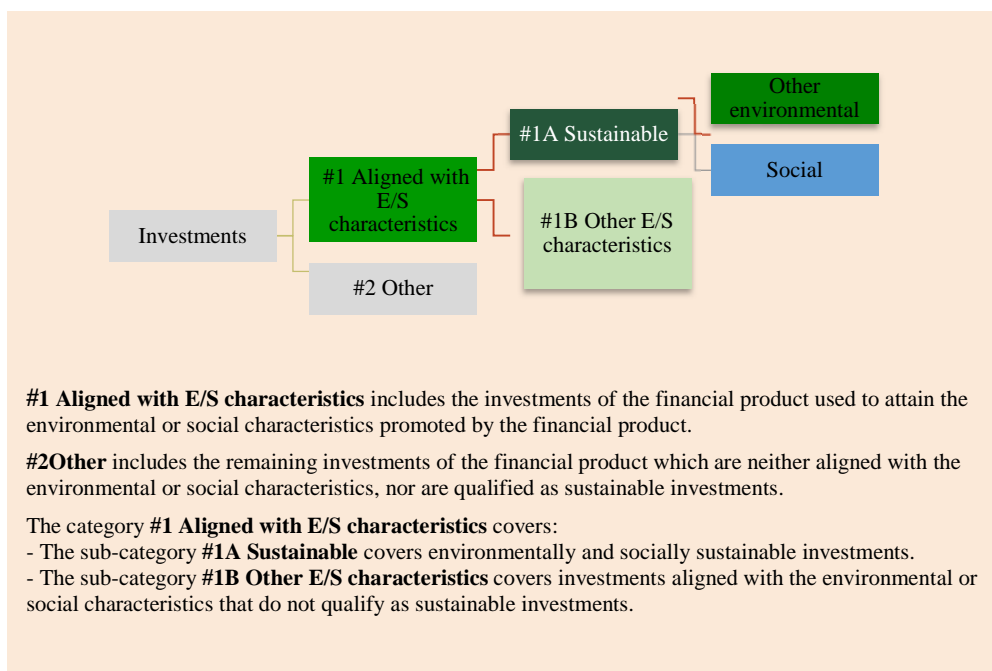 Other
environmental
#1A Sustainable
Social
#1 Aligned with
E/S
characteristics
#1B Other E/S
characteristics
Investments
#2 Other
#1 Aligned with E/S characteristics includes the investments of the financial product used to attain the
environmental or social characteristics promoted by the financial product.
#2Other includes the remaining investments of the financial product which are neither aligned with the
environmental or social characteristics, nor are qualified as sustainable investments.
The category #1 Aligned with E/S characteristics covers:
- The sub-category #1A Sustainable covers environmentally and socially sustainable investments.
- The sub-category #1B Other E/S characteristics covers investments aligned with the environmental or
social characteristics that do not qualify as sustainable investments.